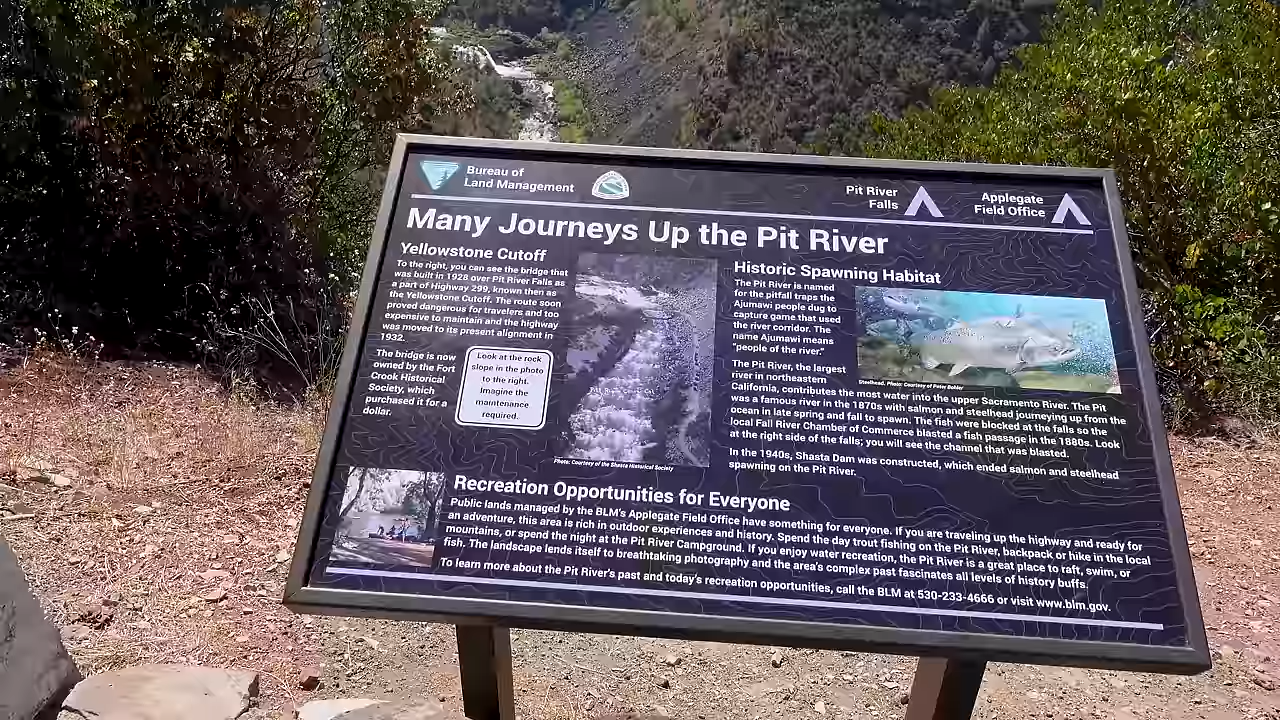 Bureau of
Land Management
Pit River
Falls
Applegate
Field Office
Many Journeys Up the Pit River
Yellowstone Cutoff
To the right, you can see the bridge that
was built in 1928 over Pit River Falls as
a part of Highway 299, known then as
the Yellowstone Cutoff. The route soon
proved dangerous for travelers and too
expensive to maintain and the highway
was moved to its present alignment in
1932.
The bridge is now
owned by the Fort
Crook Historical
Society, which
purchased it for a
dollar.
Look at the rock
slope in the photo
to the right.
Imagine the
maintenance
required.
Photo: Courtesy of the Shasta Historical Society
Historic Spawning Habitat
The Pit River is named
for the pitfall traps the
Ajumawi people dug to
capture game that used
the river corridor. The
name Ajumawi means
"people of the river."
The Pit River, the largest
river in northeastern
California, contributes the most water into the upper Sacramento River. The Pit
was a famous river in the 1870s with salmon and steelhead journeying up from the
ocean in late spring and fall to spawn. The fish were blocked at the falls so the
local Fall River Chamber of Commerce blasted a fish passage in the 1880s. Look
at the right side of the falls; you will see the channel that was blasted.
In the 1940s, Shasta Dam was constructed, which ended salmon and steelhead
spawning on the Pit River.
Steelhead. Photo: Courtesy of Peter Bohler
Recreation Opportunities for Everyone
Public lands managed by the BLM's Applegate Field Office have something for everyone. If you are traveling up the highway and ready for
an adventure, this area is rich in outdoor experiences and history. Spend the day trout fishing on the Pit River, backpack or hike in the local
mountains, or spend the night at the Pit River Campground. If you enjoy water recreation, the Pit River is a great place to raft, swim, or
fish. The landscape lends itself to breathtaking photography and the area's complex past fascinates all levels of history buffs.
To learn more about the Pit River's past and today's recreation opportunities, call the BLM at 530-233-4666 or visit www.blm.gov.